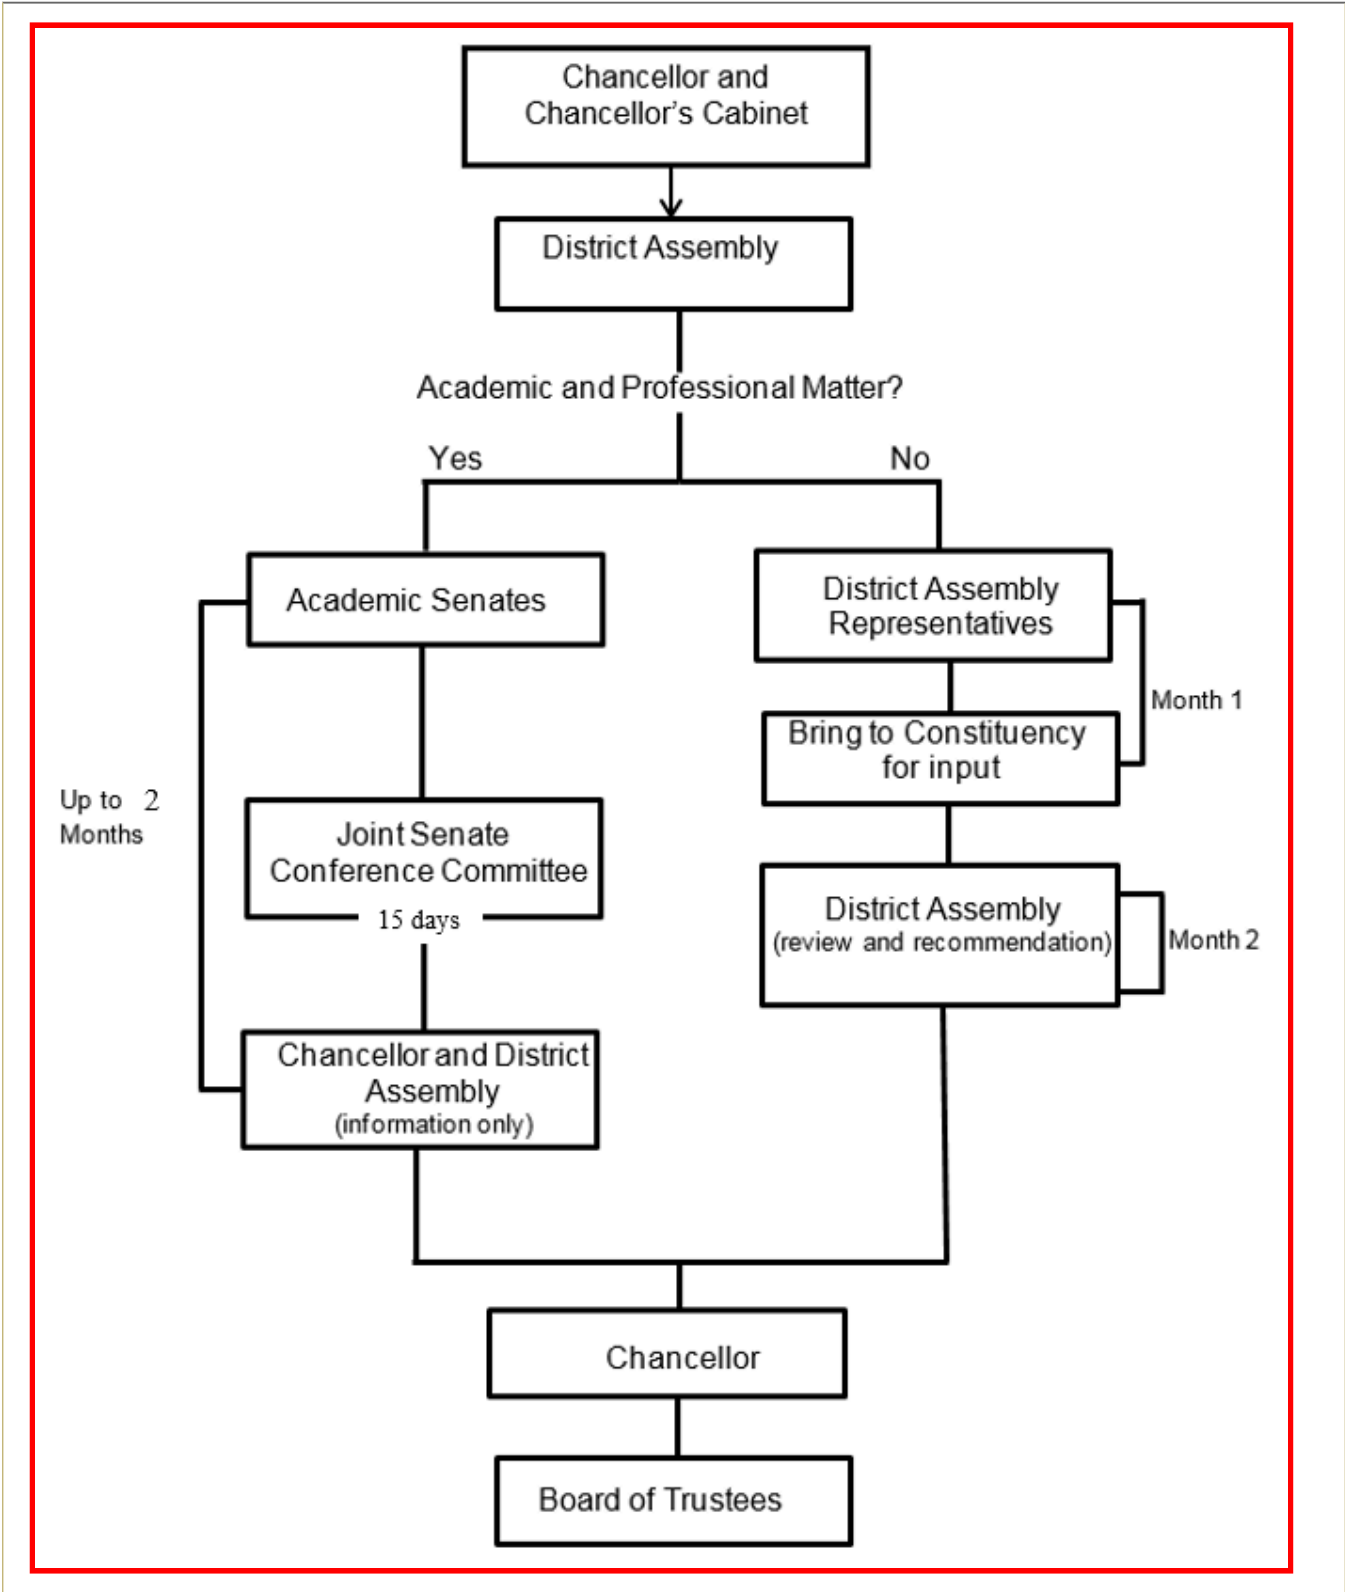 Chancellor and
Chancellor's Cabinet
District Assembly
Academic and Professional Matter?
Yes
No
Academic Senates
District Assembly
Representatives
Month 1
Bring to Constituency
for input
Up to 2
Months
Joint Senate
Conference Committee
15 days
District Assembly
(review and recommendation)
Month 2
Chancellor and District
Assembly
(information only)
Chancellor
Board of Trustees